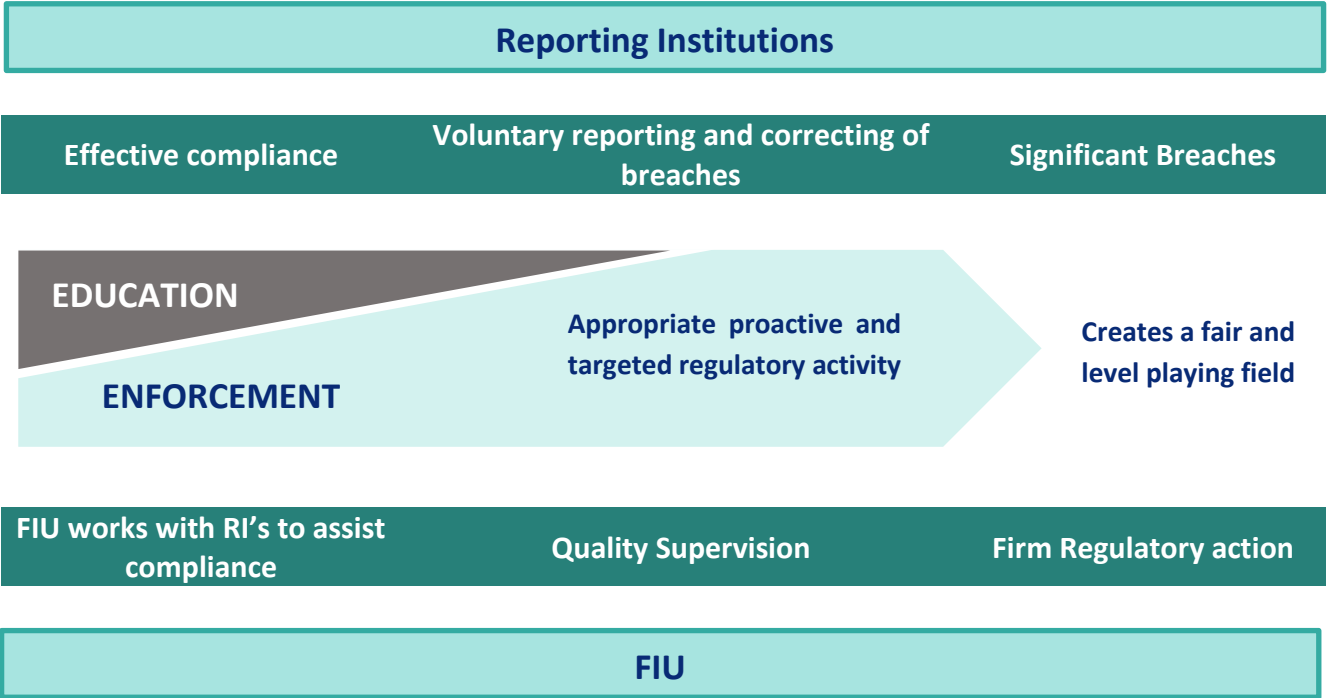 Reporting Institutions
Effective compliance
Voluntary reporting and correcting of
breaches
Significant Breaches
EDUCATION
ENFORCEMENT
Appropriate proactive and
targeted regulatory activity
Creates a fair and
level playing field
FIU works with RI’s to assist
compliance
Quality Supervision
Firm Regulatory action
FIU